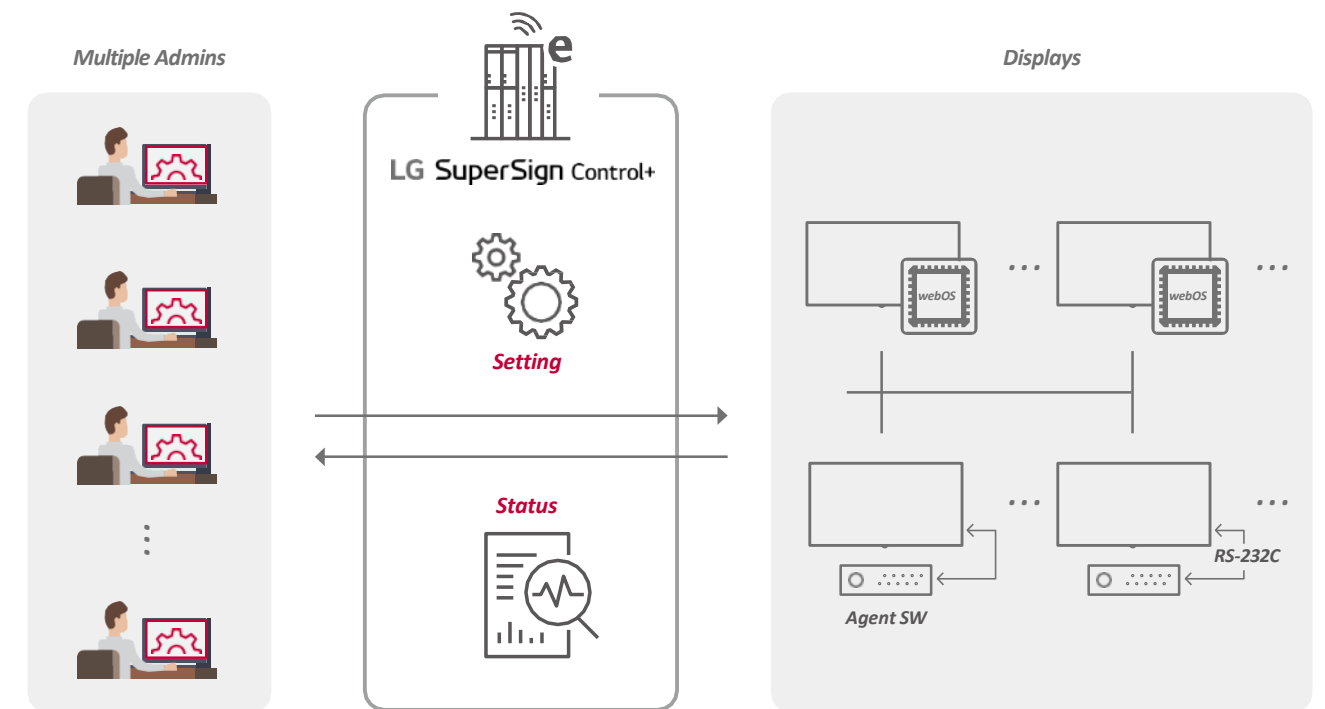 Multiple Admins
e
Displays
LG SuperSign Control+
webOS
webOS
Setting
Status
RS-232C
Agent SW